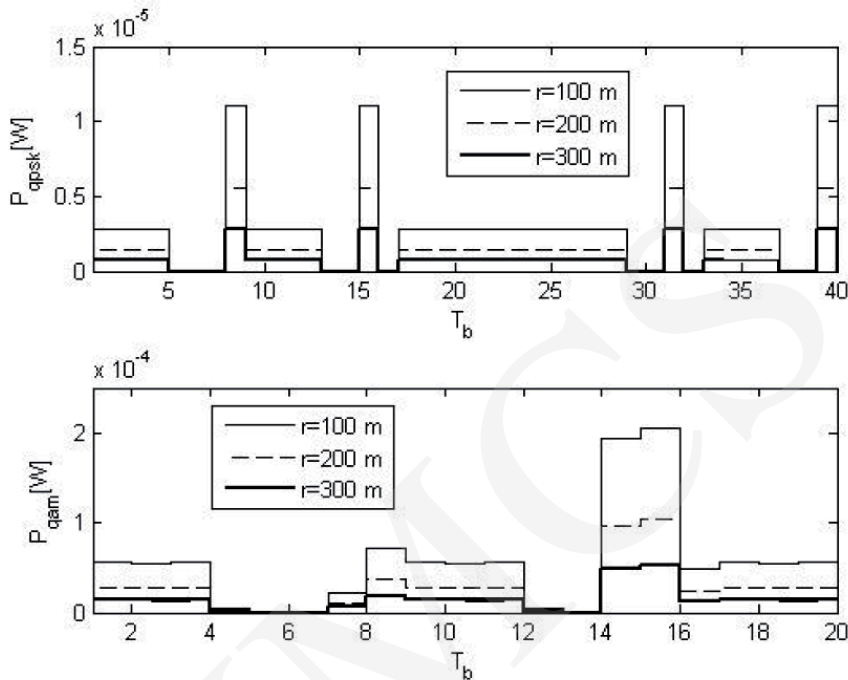 x 10^-5
1.5
1
0.5
0
P_qpsk[W]
r=100 m
r=200 m
r=300 m
5 10 15 20 25 30 35 40
T_b
x 10^-4
2
1
0
P_qam[W]
r=100 m
r=200 m
r=300 m
2 4 6 8 10 12 14 16 18 20
T_b